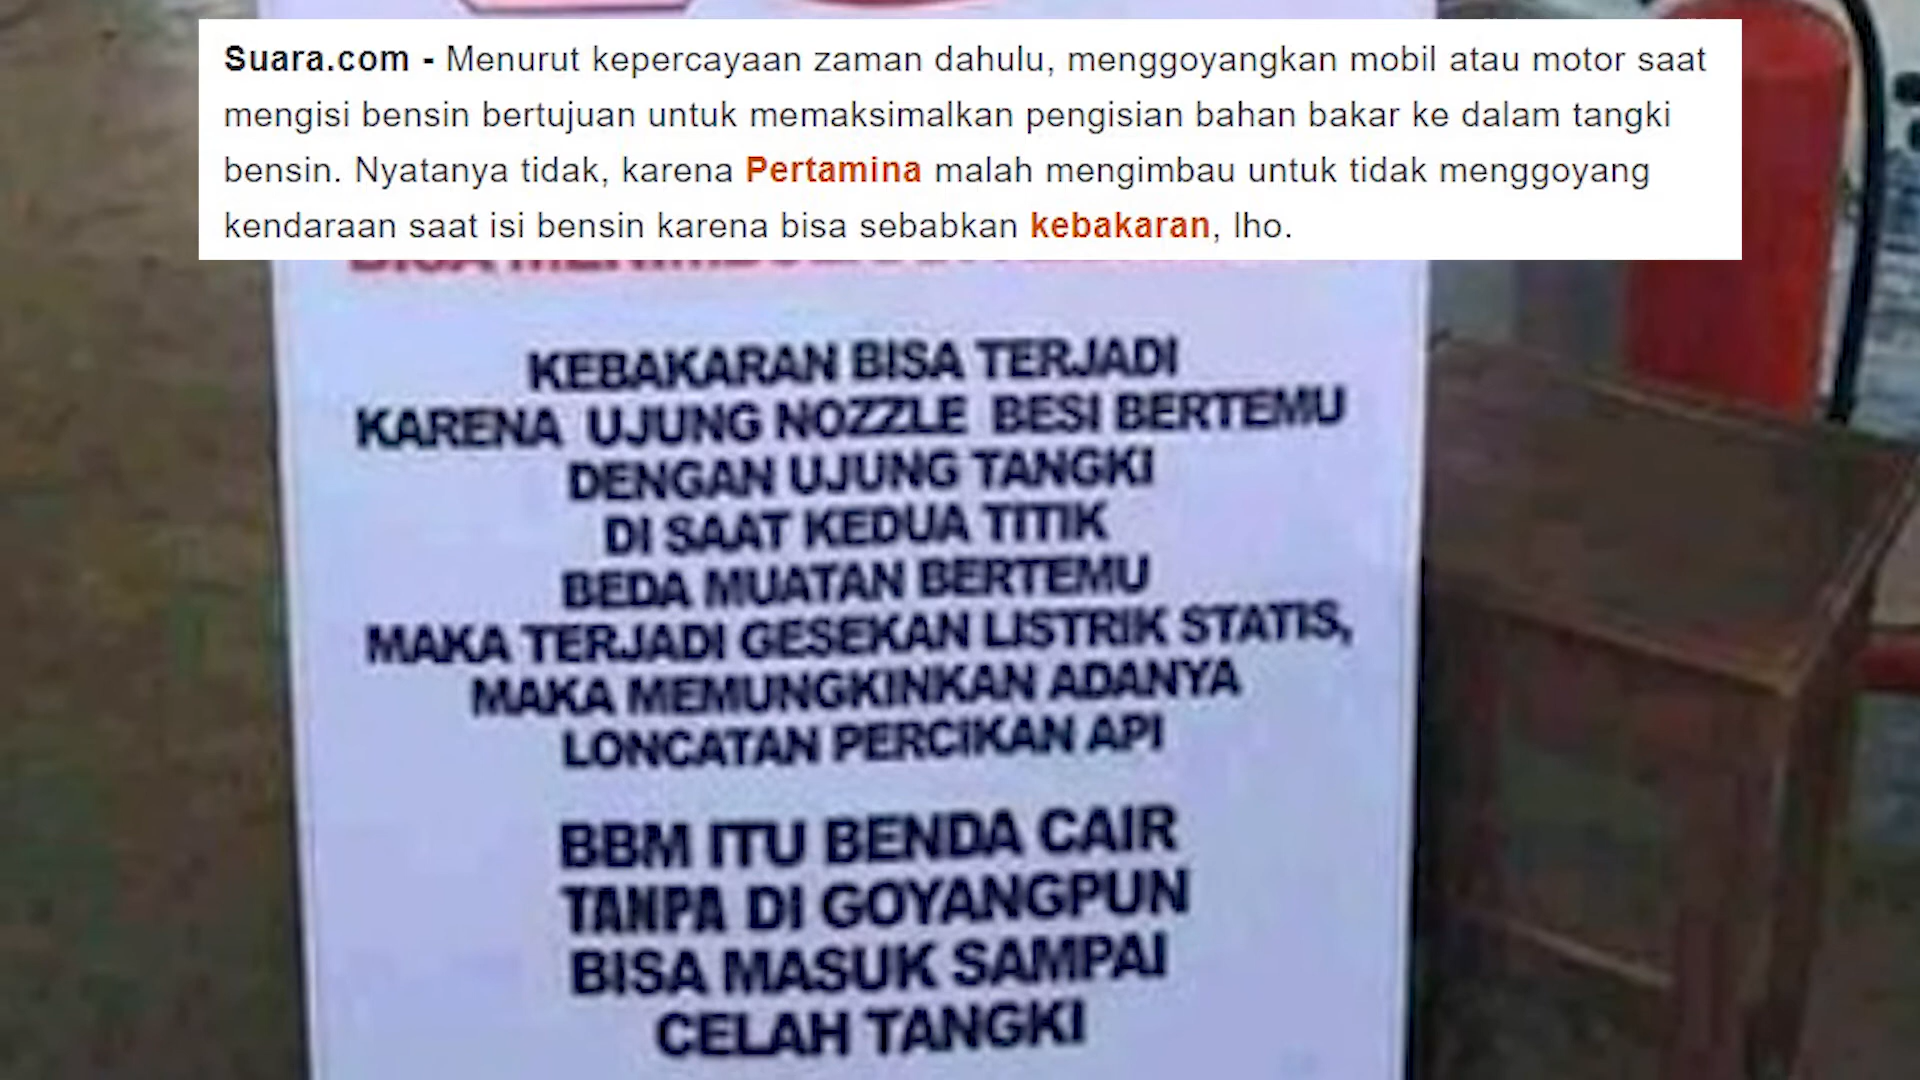 Suara.com - Menurut kepercayaan zaman dahulu, menggoyangkan mobil atau motor saat
mengisi bensin bertujuan untuk memaksimalkan pengisian bahan bakar ke dalam tangki
bensin. Nyatanya tidak, karena Pertamina malah mengimbau untuk tidak menggoyang
kendaraan saat isi bensin karena bisa sebabkan kebakaran, lho.
KEBAKARAN BISA TERJADI
KARENA UJUNG NOZZLE BESI BERTEMU
DENGAN UJUNG TANGKI
DI SAAT KEDUA TITIK
BEDA MUATAN BERTEMU
MAKA TERJADI GESEKAN LISTRIK STATIS,
MAKA MEMUNGKINKAN ADANYA
LONCATAN PERCIKAN API
BBM ITU BENDA CAIR
TANPA DI GOYANGPUN
BISA MASUK SAMPAI
CELAH TANGKI